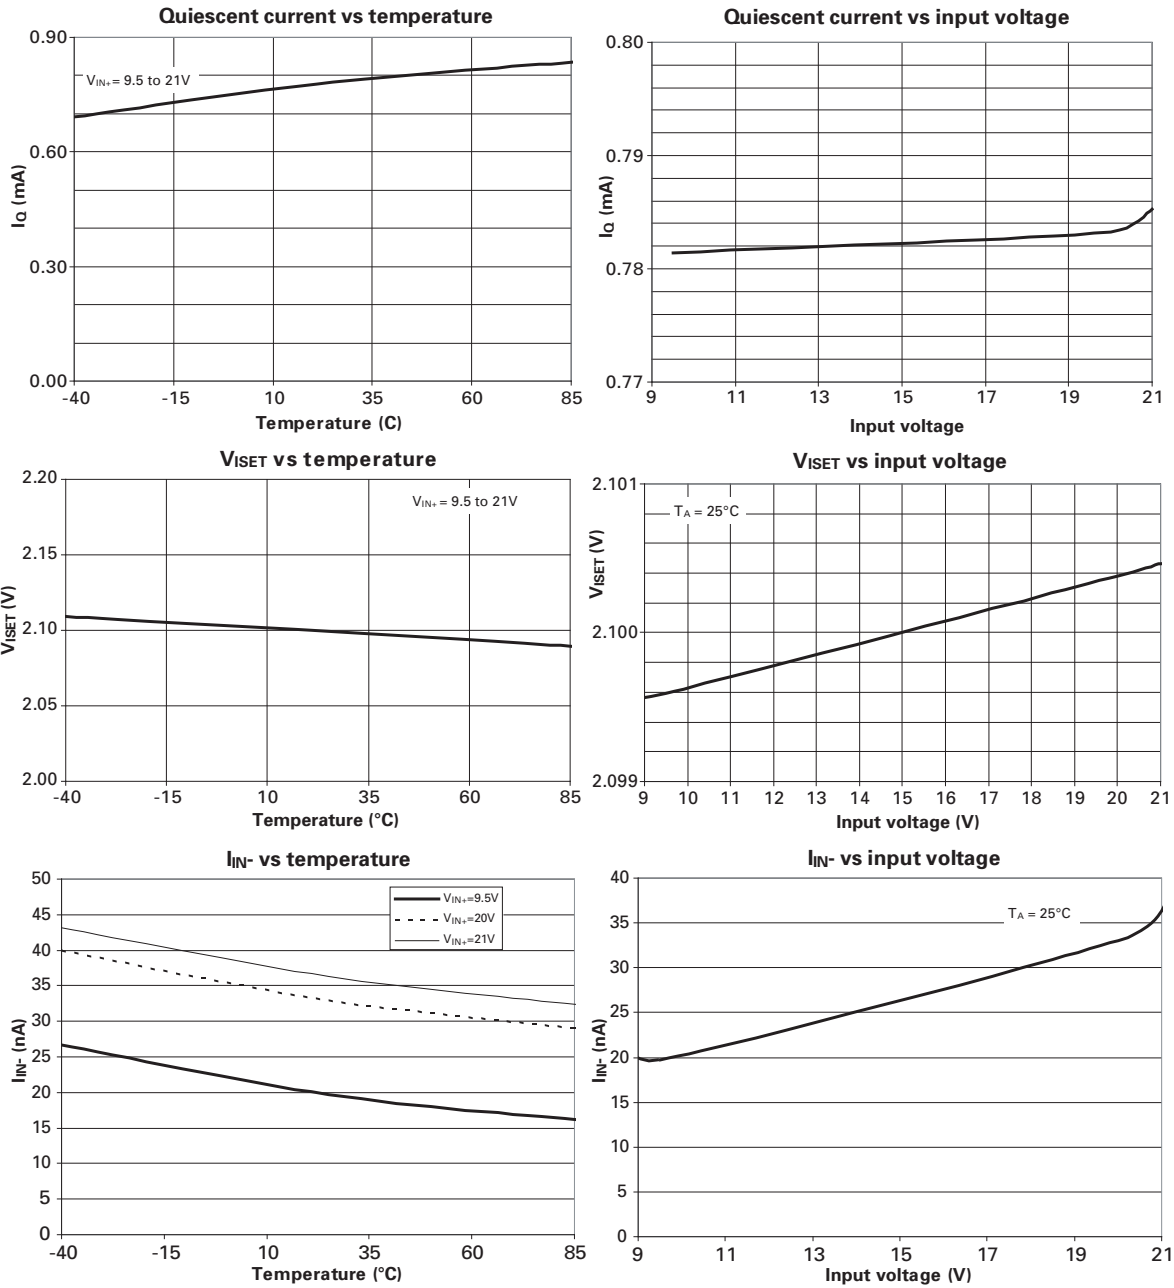 Quiescent current vs temperature
0.90
0.60
0.30
0.00
IQ (mA)
VIN+= 9.5 to 21V
-40 -15 10 35 60 85
Temperature (C)
Quiescent current vs input voltage
0.80
0.79
0.78
0.77
IQ (mA)
9 11 13 15 17 19 21
Input voltage
VISET vs temperature
2.20
2.15
2.10
2.05
2.00
VISET (V)
VIN+ = 9.5 to 21V
-40 -15 10 35 60 85
Temperature (°C)
VISET vs input voltage
2.101
2.100
2.099
VISET (V)
TA = 25°C
9 10 11 12 13 14 15 16 17 18 19 20 21
Input voltage (V)
IIN- vs temperature
50
45
40
35
30
25
20
15
10
5
0
IIN- (nA)
VIN+=9.5V
VIN+=20V
VIN+=21V
-40 -15 10 35 60 85
Temperature (°C)
IIN- vs input voltage
40
35
30
25
20
15
10
5
0
IIN- (nA)
TA = 25°C
9 11 13 15 17 19 21
Input voltage (V)